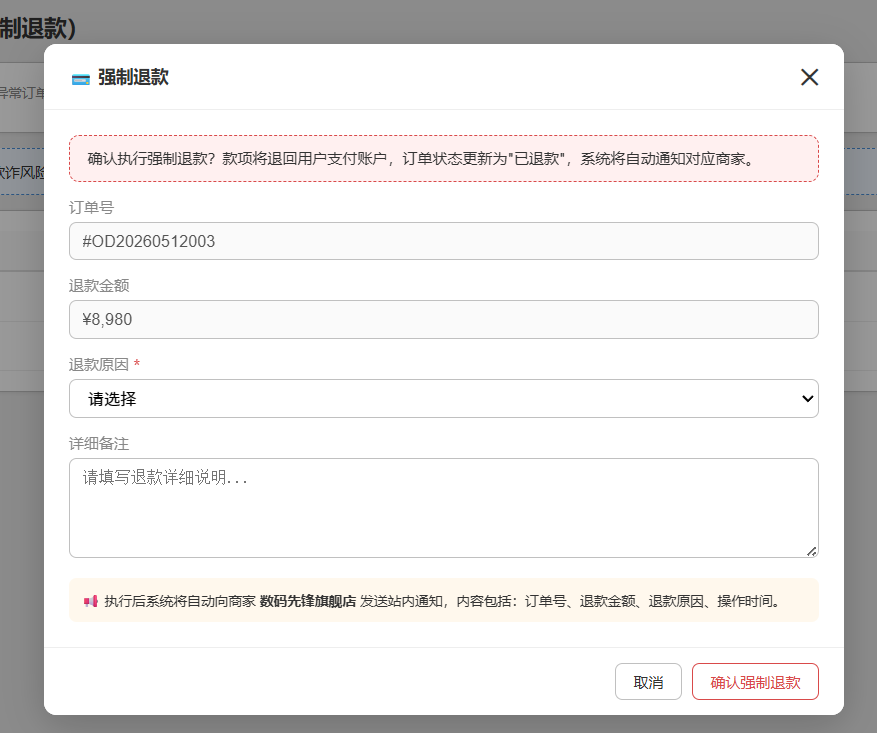 制退款）
强制退款
异常订单
确认执行强制退款？款项将退回用户支付账户，订单状态更新为"已退款"，系统将自动通知对应商家。
欺诈风险
订单号
#OD20260512003
退款金额
¥8,980
退款原因 *
请选择
详细备注
请填写退款详细说明...
执行后系统将自动向商家 数码先锋旗舰店 发送站内通知，内容包括：订单号、退款金额、退款原因、操作时间。
取消
确认强制退款